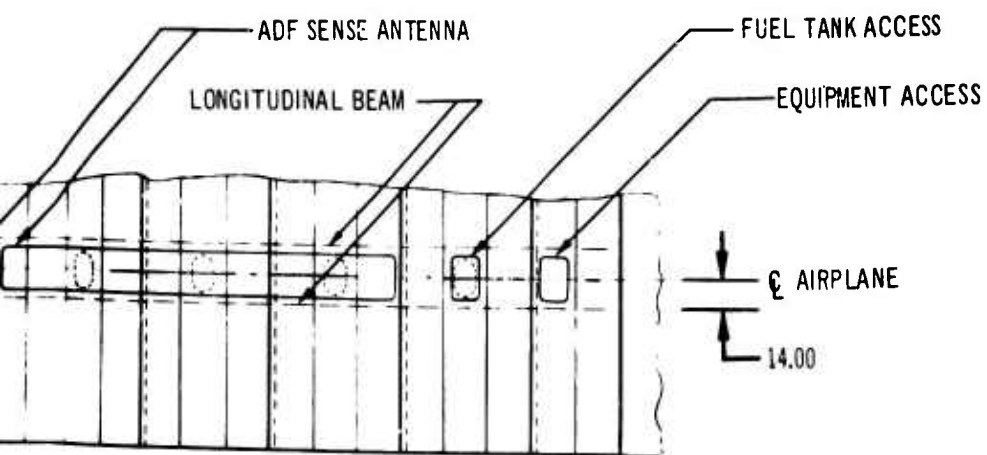 ADF SENSE ANTENNA
FUEL TANK ACCESS
LONGITUDINAL BEAM
EQUIPMENT ACCESS
℄ AIRPLANE
14.00